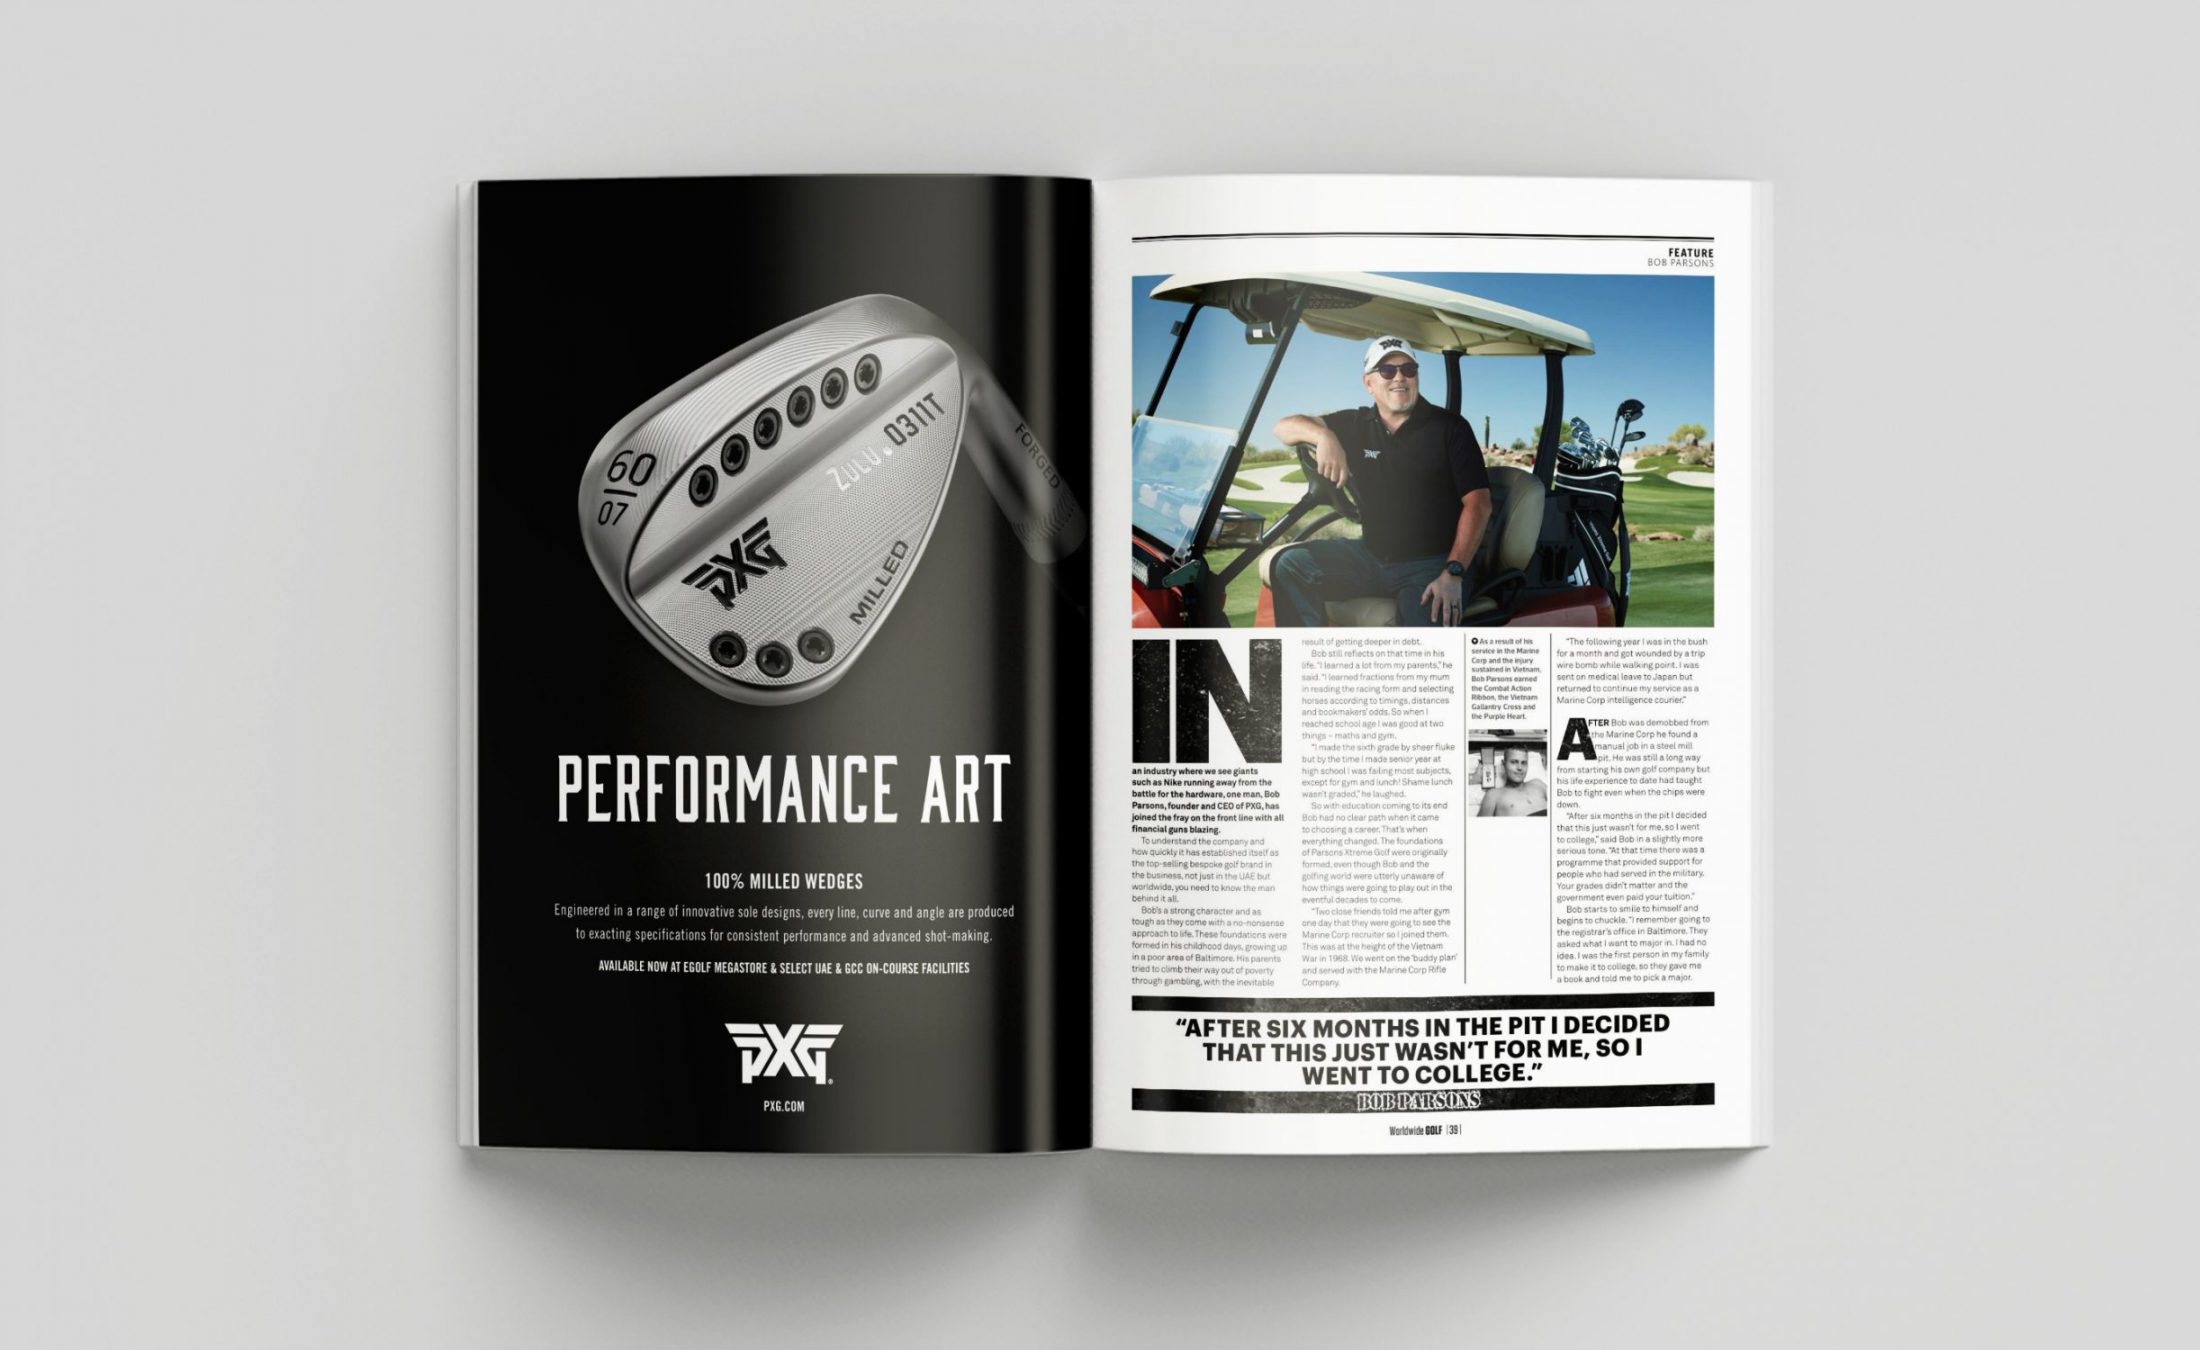 60
07
ZULU.0311T
FORGED
PXG
MILLED
PERFORMANCE ART
100% MILLED WEDGES
Engineered in a range of innovative sole designs, every line, curve and angle are produced
to exacting specifications for consistent performance and advanced shot-making.
AVAILABLE NOW AT EGOLF MEGASTORE & SELECT UAE & GCC ON-COURSE FACILITIES
PXG®
PXG.COM
FEATURE
BOB PARSONS
PXG
PXG
IN
an industry where we see giants
such as Nike running away from the
battle for the hardware, one man, Bob
Parsons, founder and CEO of PXG, has
joined the fray on the front line with all
financial guns blazing.
To understand the company and
how quickly it has established itself as
the top-selling bespoke golf brand in
the business, not just in the UAE but
worldwide, you need to know the man
behind it all.
Bob's a strong character and as
tough as they come with a no-nonsense
approach to life. These foundations were
formed in his childhood days, growing up
in a poor area of Baltimore. His parents
tried to climb their way out of poverty
through gambling, with the inevitable
result of getting deeper in debt.
Bob still reflects on that time in his
life. "I learned a lot from my parents," he
said. "I learned fractions from my mum
in reading the racing form and selecting
horses according to timings, distances
and bookmakers' odds. So when I
reached school age I was good at two
things – maths and gym.
"I made the sixth grade by sheer fluke
but by the time I made senior year at
high school I was failing most subjects,
except for gym and lunch! Shame lunch
wasn't graded," he laughed.
So with education coming to its end
Bob had no clear path when it came
to choosing a career. That's when
everything changed. The foundations
of Parsons Xtreme Golf were originally
formed, even though Bob and the
golfing world were utterly unaware of
how things were going to play out in the
eventful decades to come.
"Two close friends told me after gym
one day that they were going to see the
Marine Corp recruiter so I joined them.
This was at the height of the Vietnam
War in 1968. We went on the 'buddy plan'
and served with the Marine Corp Rifle
Company.
As a result of his
service in the Marine
Corp and the injury
sustained in Vietnam,
Bob Parsons earned
the Combat Action
Ribbon, the Vietnam
Gallantry Cross and
the Purple Heart.
"The following year I was in the bush
for a month and got wounded by a trip
wire bomb while walking point. I was
sent on medical leave to Japan but
returned to continue my service as a
Marine Corp intelligence courier."
AFTER Bob was demobbed from
the Marine Corp he found a
manual job in a steel mill
pit. He was still a long way
from starting his own golf company but
his life experience to date had taught
Bob to fight even when the chips were
down.
"After six months in the pit I decided
that this just wasn't for me, so I went
to college," said Bob in a slightly more
serious tone. "At that time there was a
programme that provided support for
people who had served in the military.
Your grades didn't matter and the
government even paid your tuition."
Bob starts to smile to himself and
begins to chuckle. "I remember going to
the registrar's office in Baltimore. They
asked what I want to major in. I had no
idea. I was the first person in my family
to make it to college, so they gave me
a book and told me to pick a major.
"AFTER SIX MONTHS IN THE PIT I DECIDED
THAT THIS JUST WASN'T FOR ME, SO I
WENT TO COLLEGE."
BOB PARSONS
Worldwide GOLF |39|